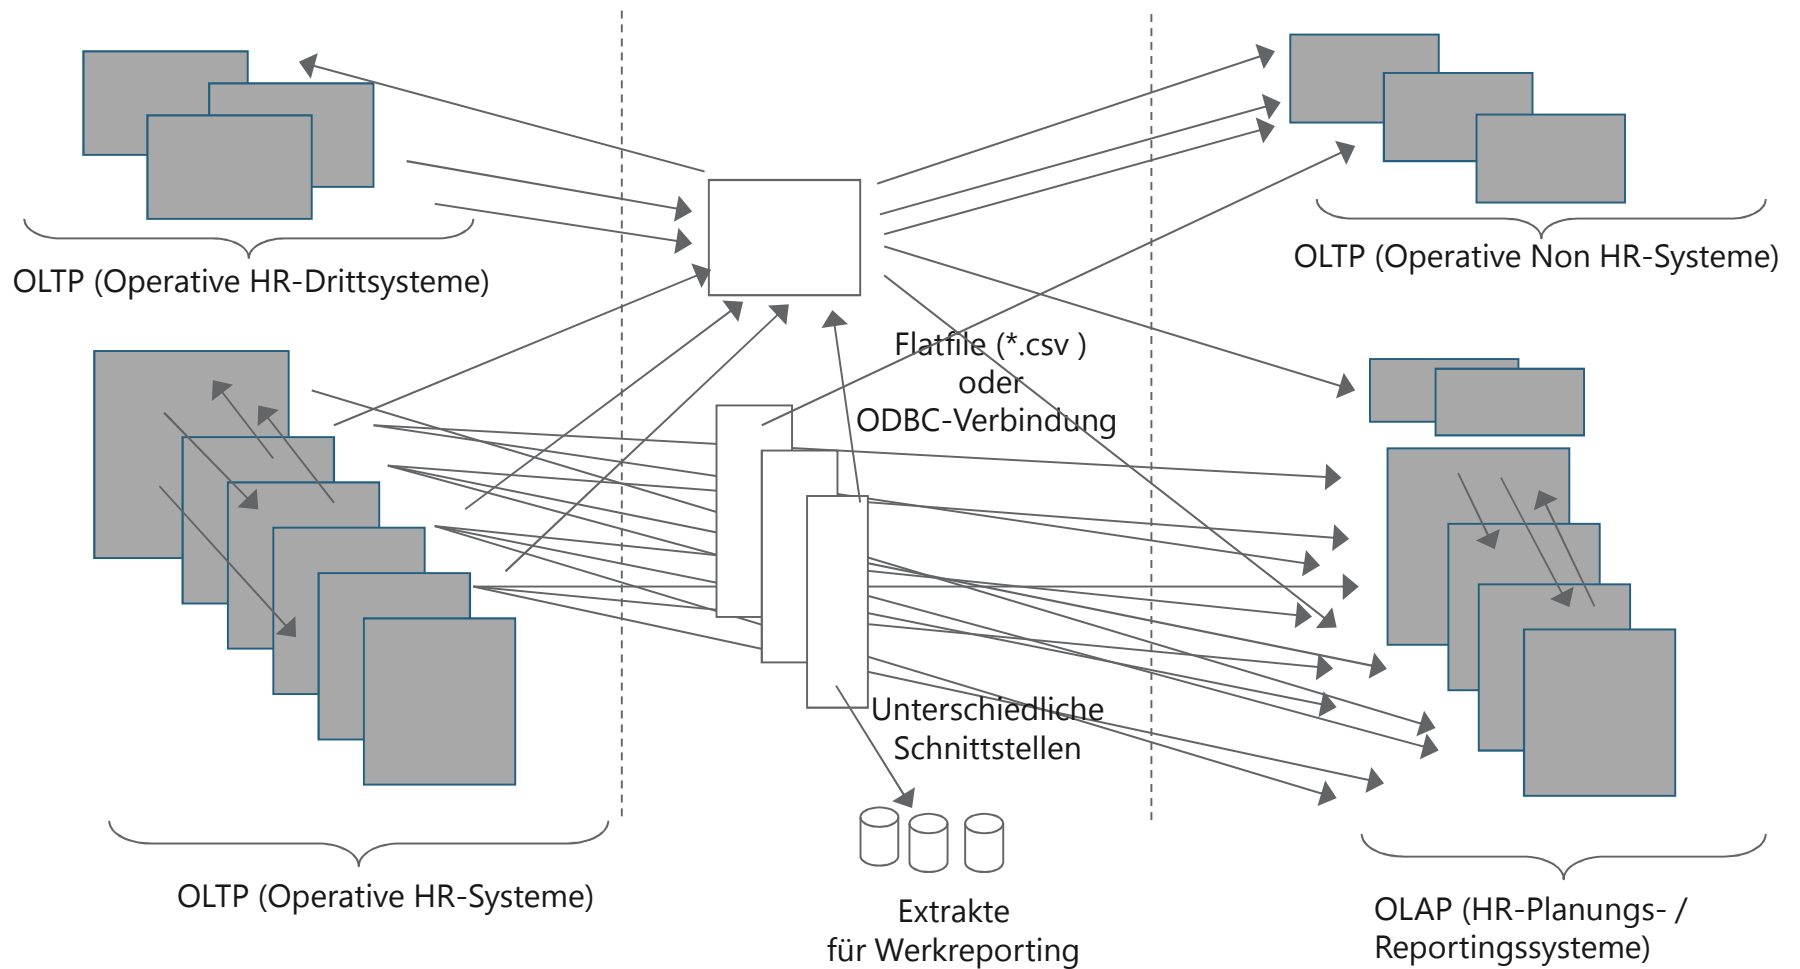 OLTP (Operative HR-Drittsysteme)
OLTP (Operative Non HR-Systeme)
Flatfile (*.csv )
oder
ODBC-Verbindung
Unterschiedliche
Schnittstellen
OLTP (Operative HR-Systeme)
Extrakte
für Werkreporting
OLAP (HR-Planungs- /
Reportingssysteme)